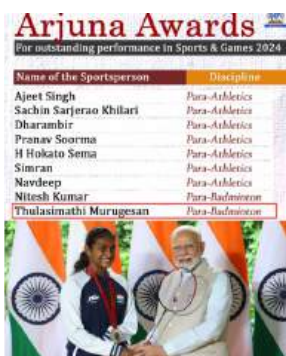 Arjuna Awards
For outstanding performance in Sports & Games 2024
Name of the Sportsperson Discipline
Ajeet Singh Para-Athletics
Sachin Sarjerao Khilari Para-Athletics
Dharambir Para-Athletics
Pranav Soorma Para-Athletics
H Hokato Sema Para-Athletics
Simran Para-Athletics
Navdeep Para-Athletics
Nitesh Kumar Para-Badminton
Thulasimathi Murugesan Para-Badminton